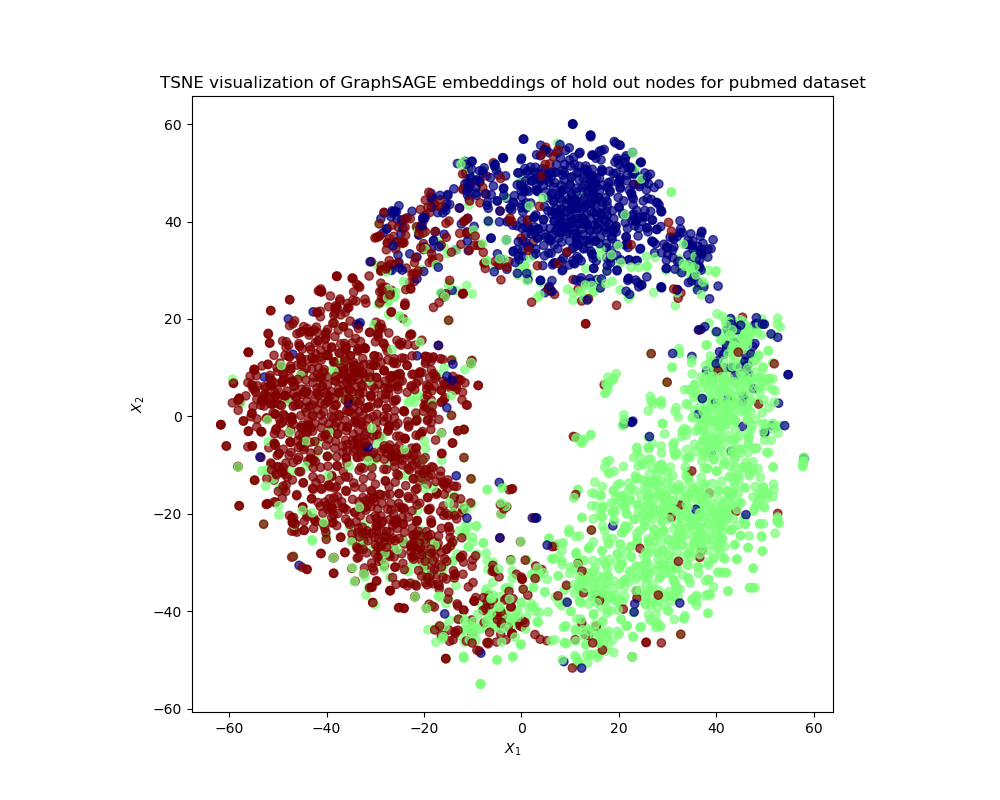 TSNE visualization of GraphSAGE embeddings of hold out nodes for pubmed dataset
60
40
20
0
−20
−40
−60
X₂
−60 −40 −20 0 20 40 60
X₁